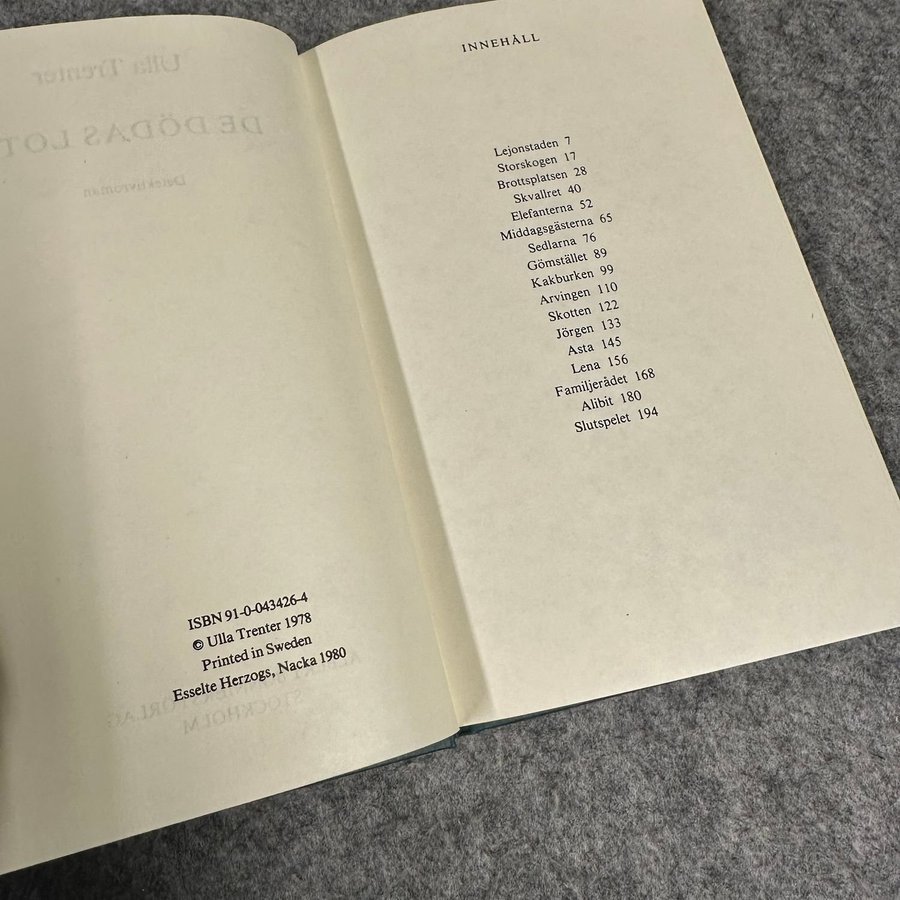 Ulla Trenter
DE DÖDAS LOT
Detektivroman
FÖRLAG
STOCKHOLM
ISBN 91-0-043426-4
© Ulla Trenter 1978
Printed in Sweden
Esselte Herzogs, Nacka 1980
INNEHÅLL
Lejonstaden 7
Storskogen 17
Brottsplatsen 28
Skvallret 40
Elefanterna 52
Middagsgästerna 65
Sedlarna 76
Gömstället 89
Kakburken 99
Arvingen 110
Skotten 122
Jörgen 133
Asta 145
Lena 156
Familjerådet 168
Alibit 180
Slutspelet 194